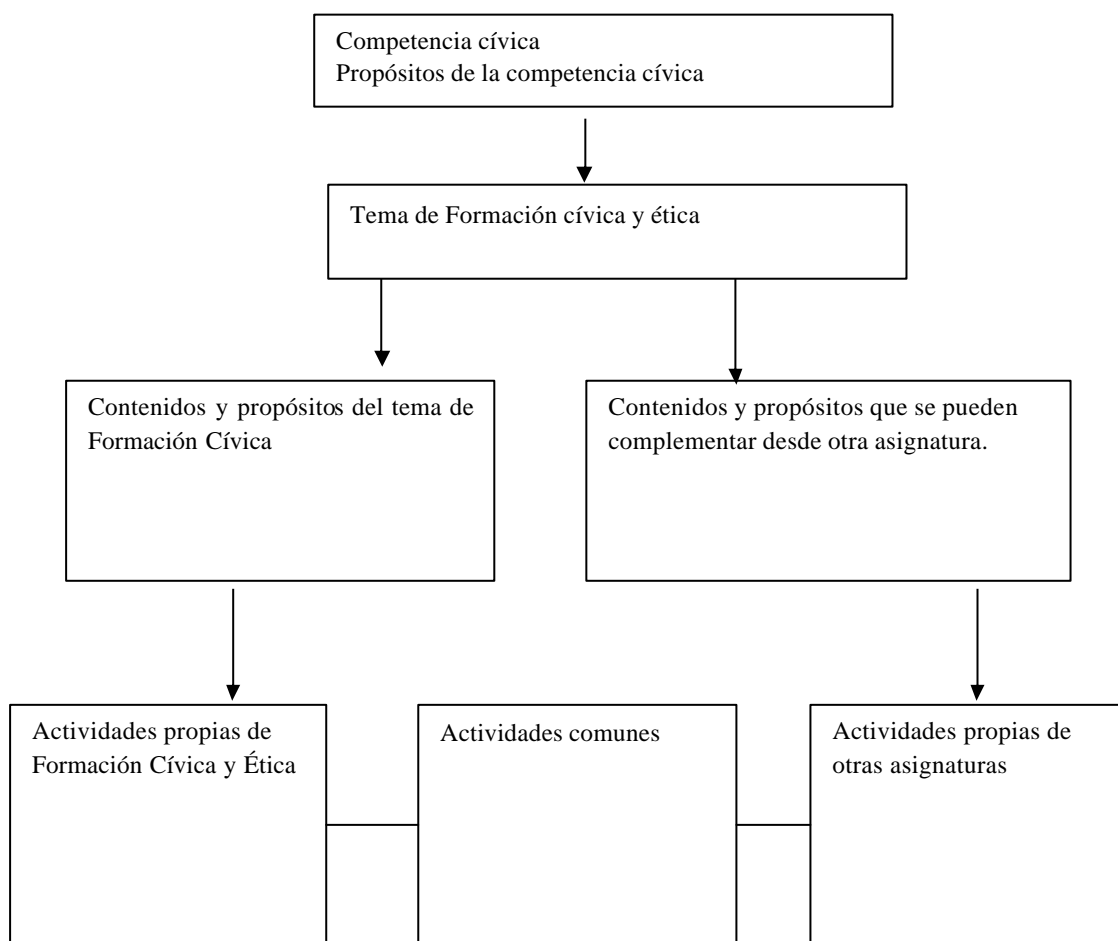 Competencia cívica
Propósitos de la competencia cívica
Tema de Formación cívica y ética
Contenidos y propósitos del tema de
Formación Cívica
Contenidos y propósitos que se pueden
complementar desde otra asignatura.
Actividades propias de
Formación Cívica y Ética
Actividades comunes
Actividades propias de
otras asignaturas